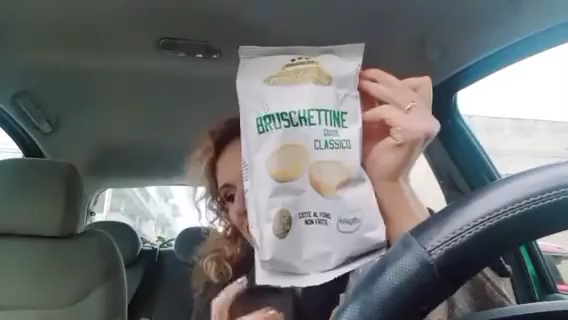 BRUSCHETTINE
GUSTO
CLASSICO
COTTE AL FORNO
NON FRITTE